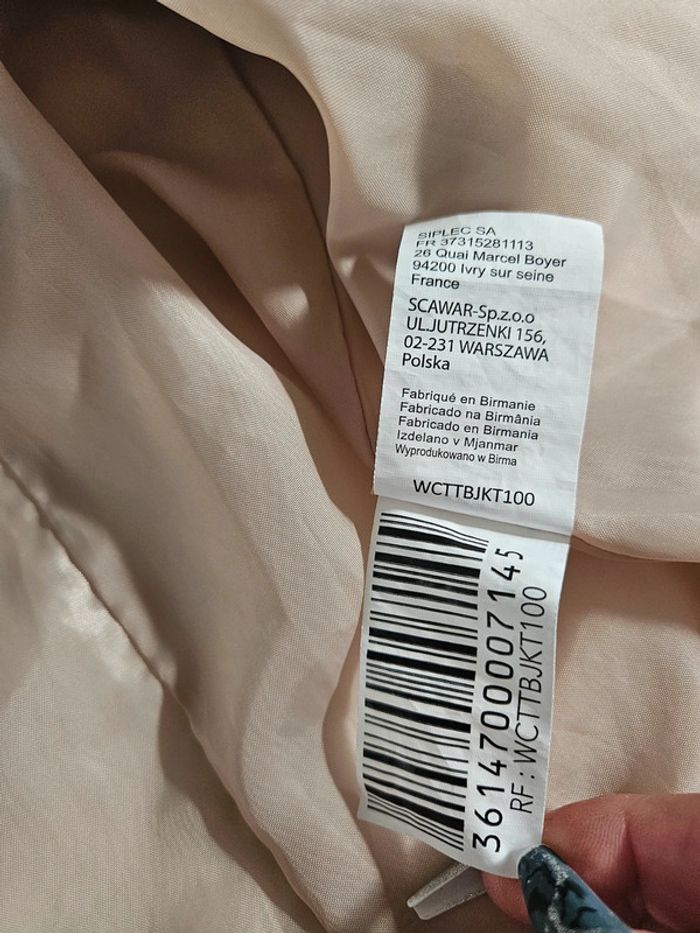 SIPLEC SA
FR 37315281113
26 Quai Marcel Boyer
94200 Ivry sur seine
France
SCAWAR-Sp.z.o.o
UL.JUTRZENKI 156,
02-231 WARSZAWA
Polska
Fabriqué en Birmanie
Fabricado na Birmânia
Fabricado en Birmania
Izdelano v Mjanmar
Wyprodukowano w Birma
WCTTBJKT100
3614700007145
RF : WCTTBJKT100